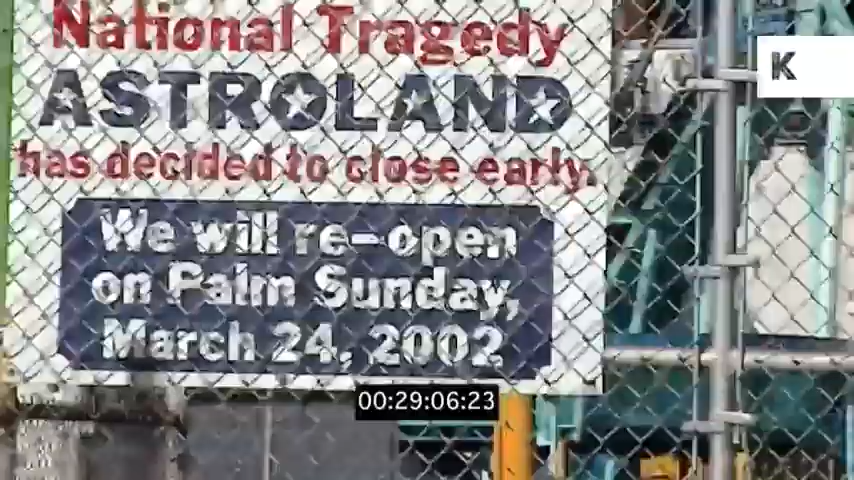 National Tragedy
ASTROLAND
has decided to close early.
We will re-open
on Palm Sunday,
March 24, 2002
K
00:29:06:23